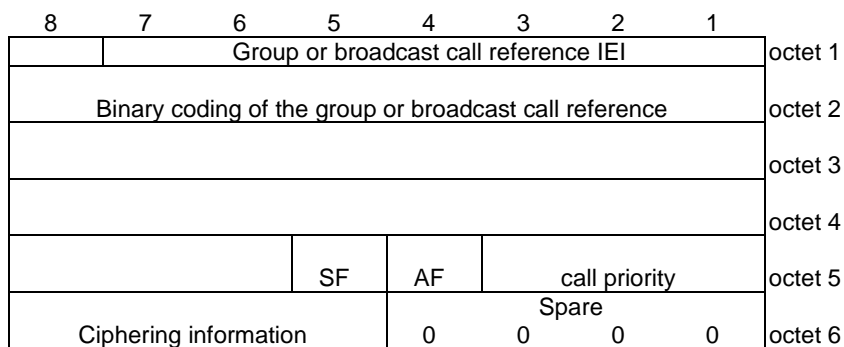 8 7 6 5 4 3 2 1
Group or broadcast call reference IEI octet 1
Binary coding of the group or broadcast call reference octet 2
octet 3
octet 4
SF AF call priority octet 5
Spare
Ciphering information 0 0 0 0 octet 6